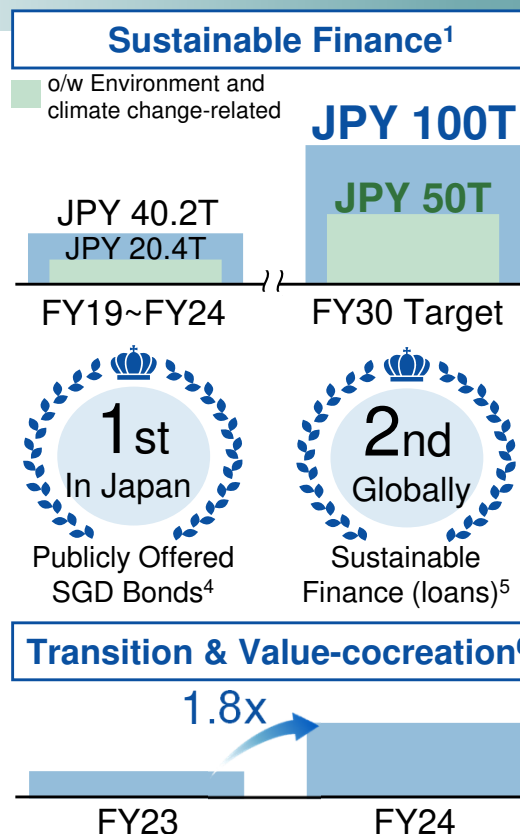 Sustainable Finance¹
o/w Environment and
climate change-related
JPY 100T
JPY 50T
JPY 40.2T
JPY 20.4T
FY19~FY24
FY30 Target
1st
In Japan
2nd
Globally
Publicly Offered
SGD Bonds⁴
Sustainable
Finance (loans)⁵
Transition & Value-cocreation
1.8x
FY23
FY24